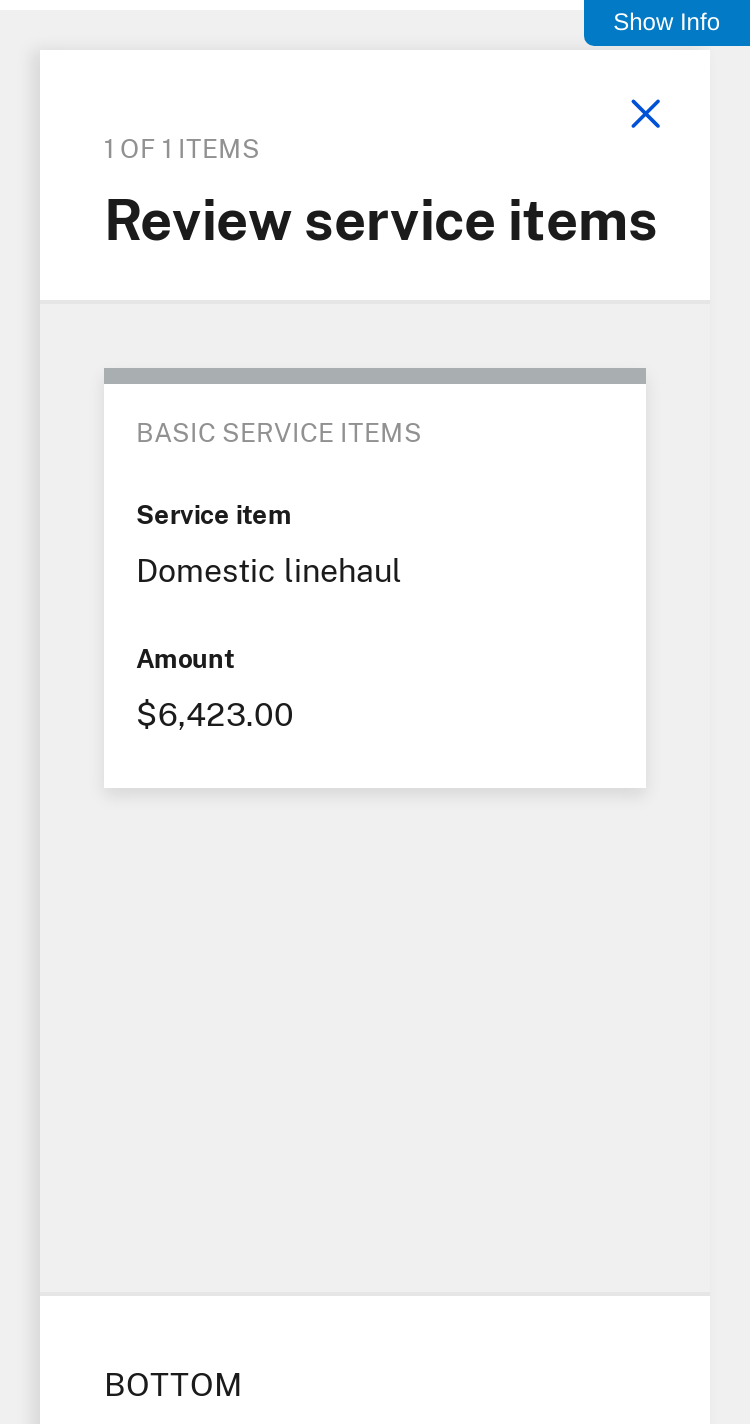 Show Info
1 OF 1 ITEMS
Review service items
BASIC SERVICE ITEMS
Service item
Domestic linehaul
Amount
$6,423.00
BOTTOM